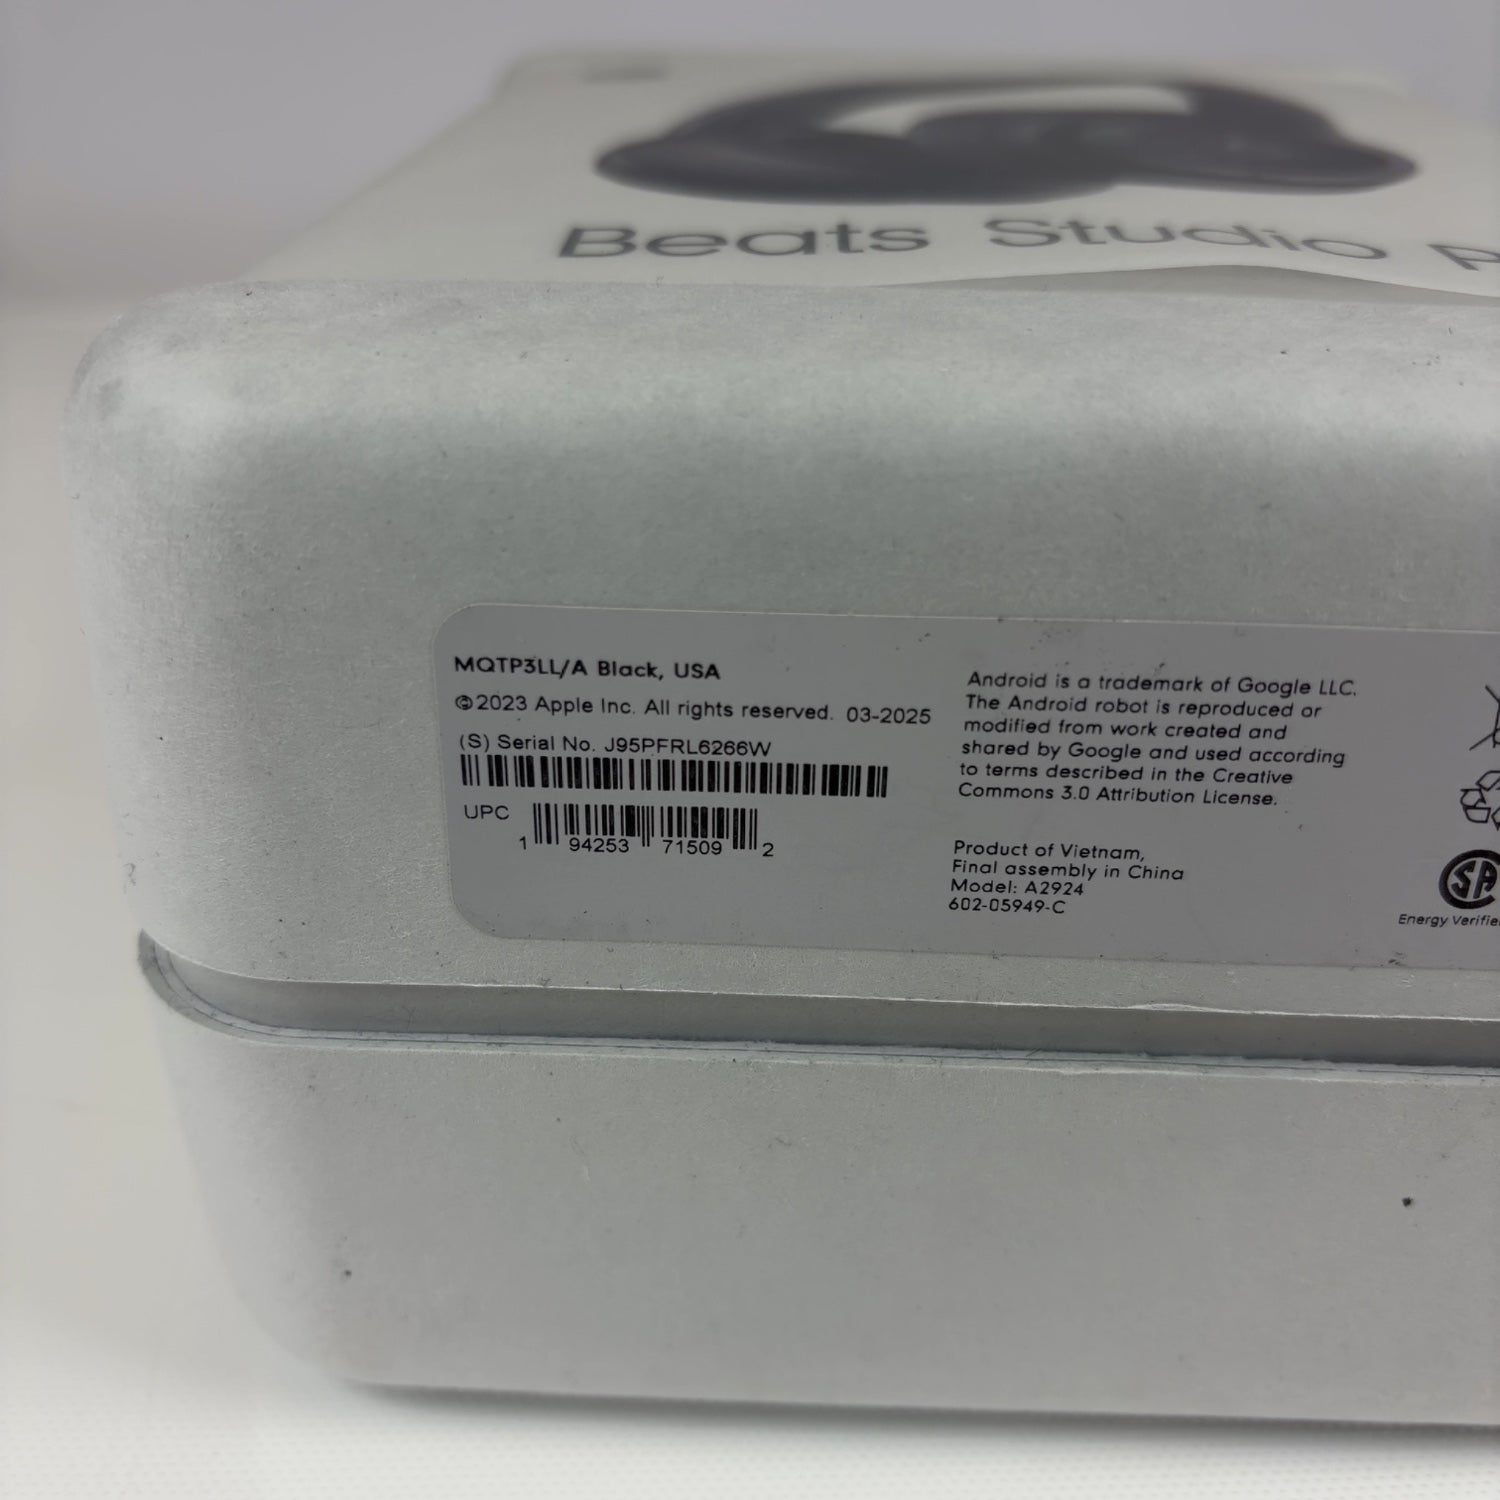 Beats Studio P
MQTP3LL/A Black, USA
©2023 Apple Inc. All rights reserved. 03-2025
(S) Serial No. J95PFRL6266W
UPC
1 94253 71509 2
Android is a trademark of Google LLC.
The Android robot is reproduced or
modified from work created and
shared by Google and used according
to terms described in the Creative
Commons 3.0 Attribution License.
Product of Vietnam,
Final assembly in China
Model: A2924
602-05949-C
SA
Energy Verifie